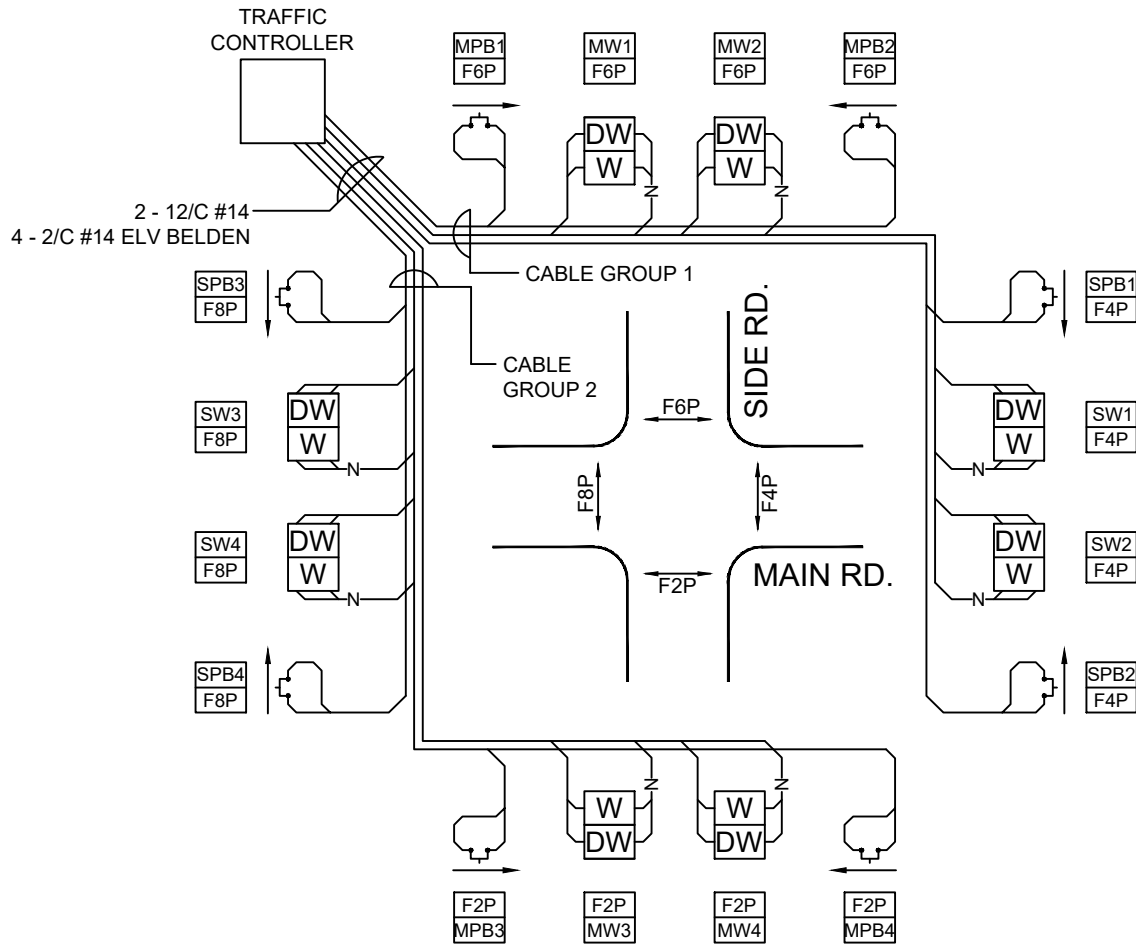 TRAFFIC
CONTROLLER
MPB1
F6P
MW1
F6P
MW2
F6P
MPB2
F6P
DW
W
N
DW
W
N
2 - 12/C #14
4 - 2/C #14 ELV BELDEN
CABLE GROUP 1
CABLE
GROUP 2
SPB3
F8P
SPB1
F4P
SW3
F8P
DW
W
N
SW1
F4P
DW
W
N
SW4
F8P
DW
W
N
SW2
F4P
DW
W
N
SPB4
F8P
SPB2
F4P
SIDE RD.
F6P
F8P
F4P
F2P
MAIN RD.
N
W
DW
N
W
DW
F2P
MPB3
F2P
MW3
F2P
MW4
F2P
MPB4